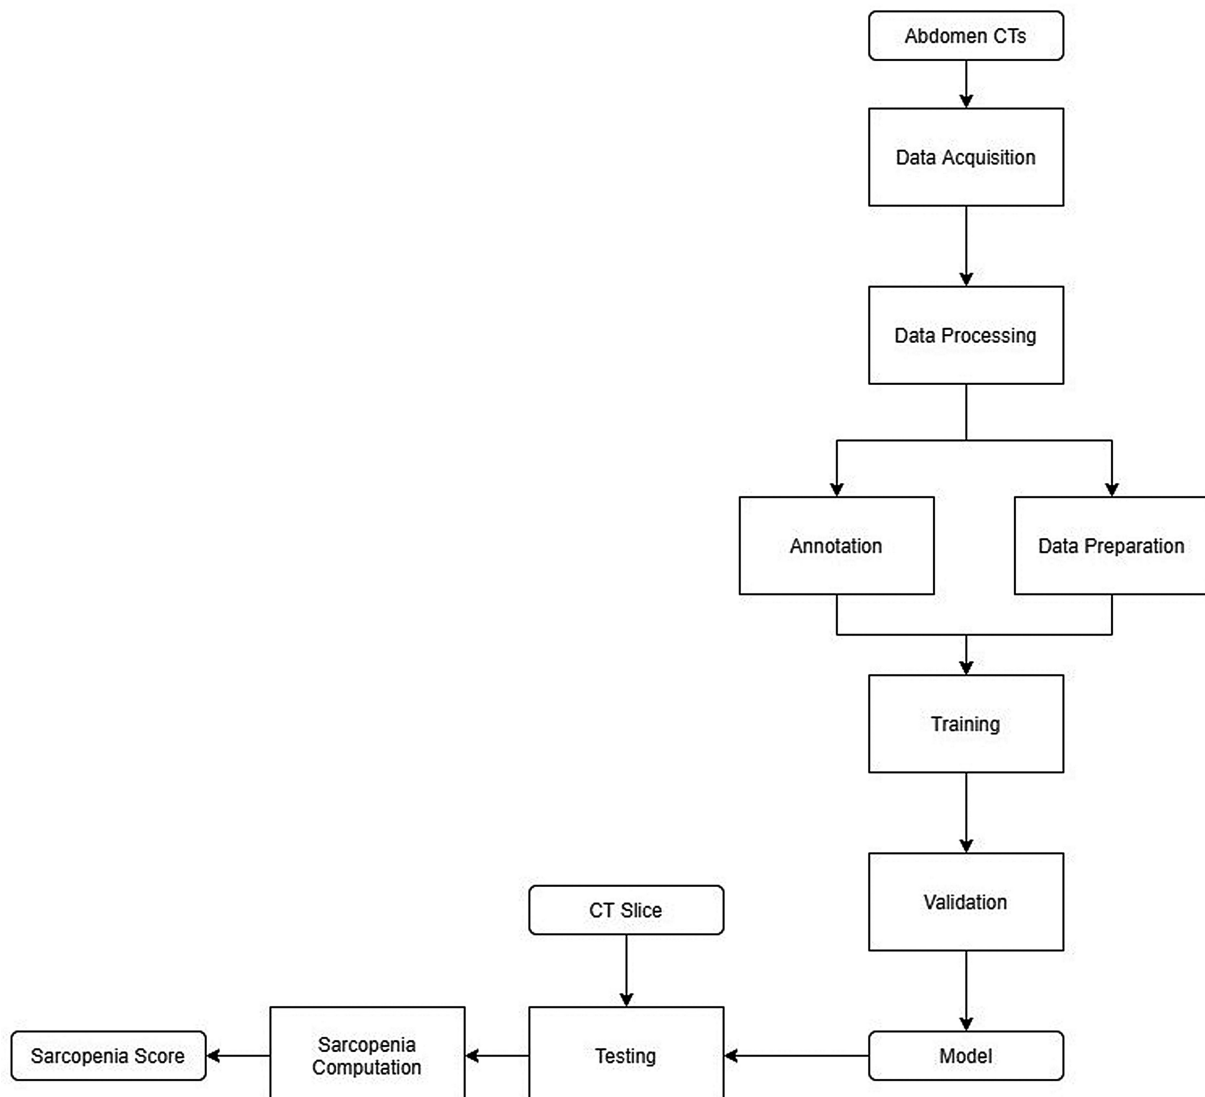 Abdomen CTs
Data Acquisition
Data Processing
Annotation
Data Preparation
Training
Validation
CT Slice
Sarcopenia Score
Sarcopenia
Computation
Testing
Model